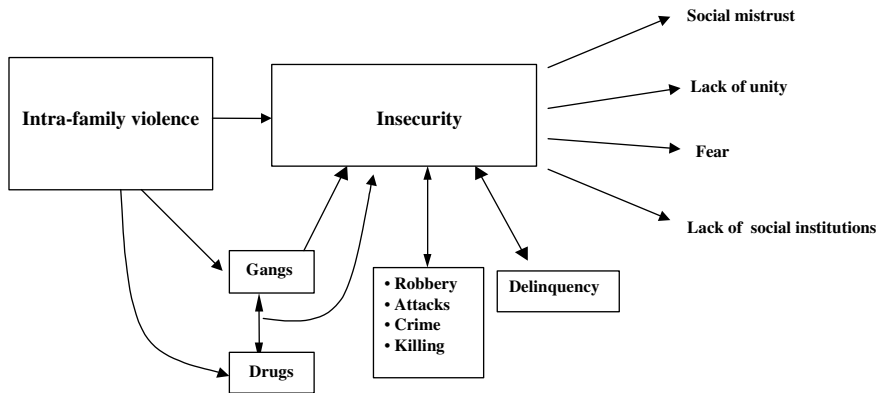 Social mistrust
Intra-family violence
Insecurity
Lack of unity
Fear
Lack of social institutions
Gangs
• Robbery
• Attacks
• Crime
• Killing
Delinquency
Drugs